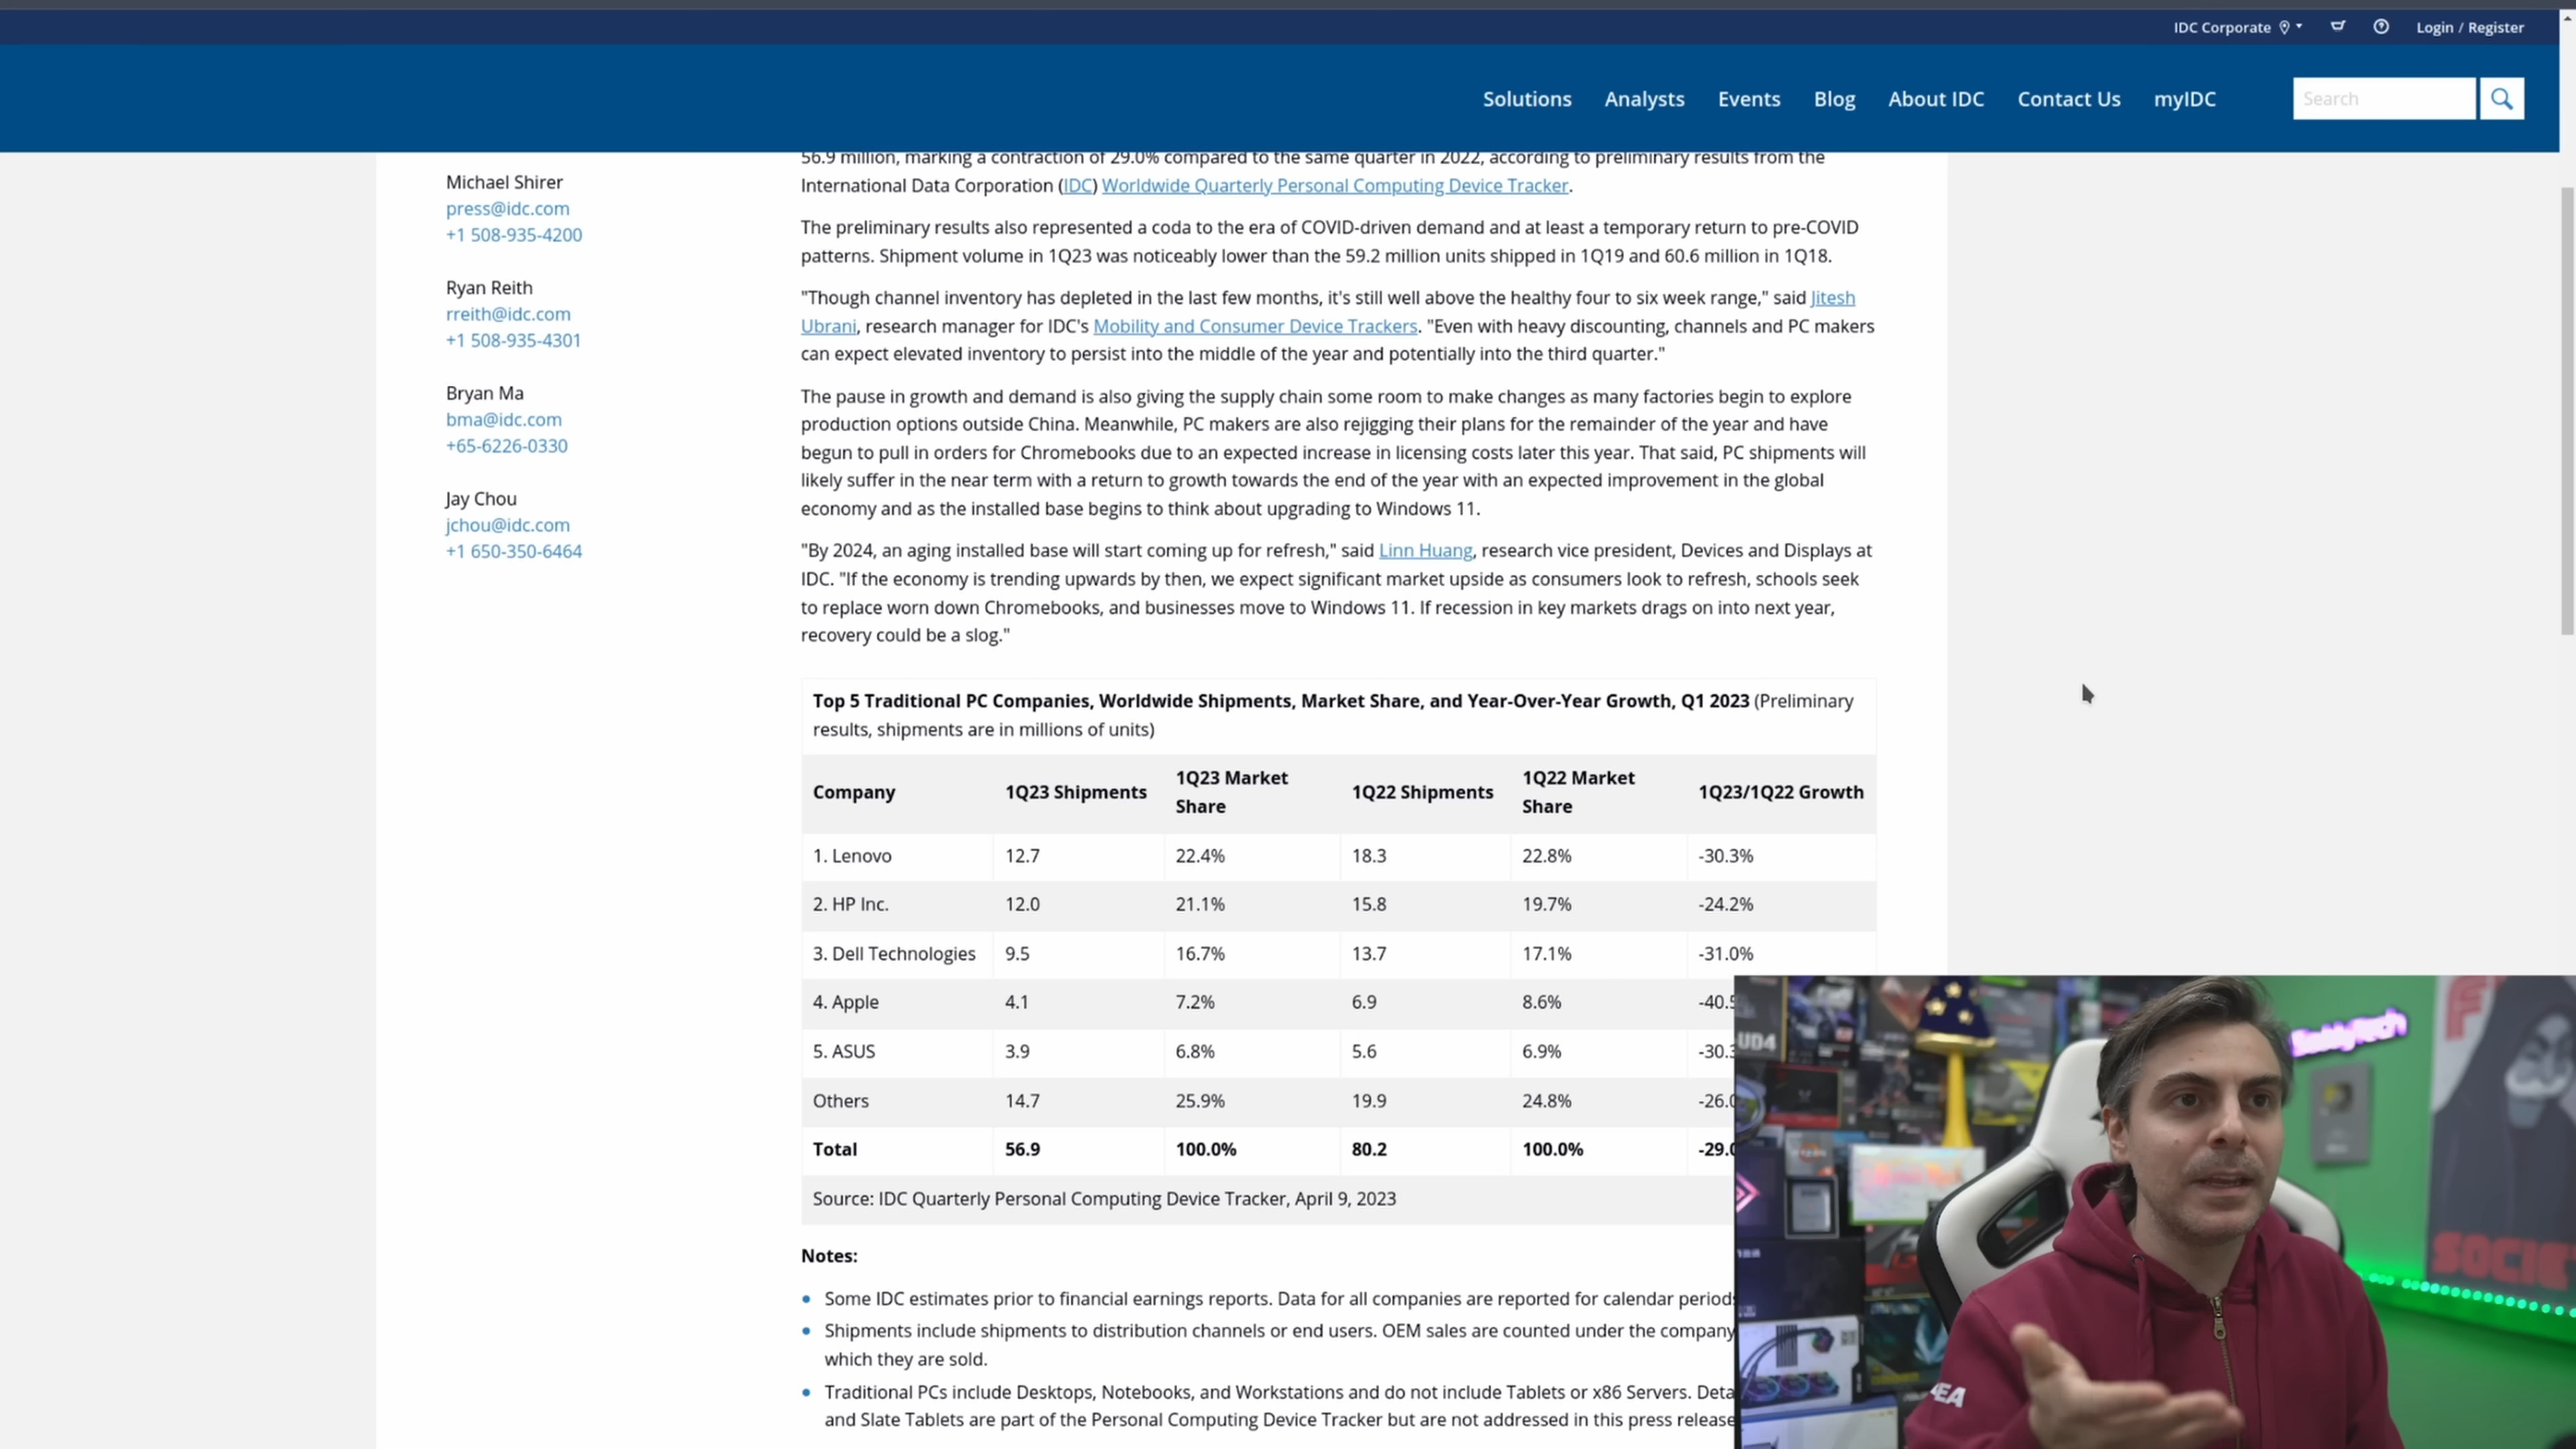 IDC Corporate
Login / Register
Solutions Analysts Events Blog About IDC Contact Us myIDC Search
Michael Shirer
press@idc.com
+1 508-935-4200
Ryan Reith
rreith@idc.com
+1 508-935-4301
Bryan Ma
bma@idc.com
+65-6226-0330
Jay Chou
jchou@idc.com
+1 650-350-6464
56.9 million, marking a contraction of 29.0% compared to the same quarter in 2022, according to preliminary results from the
International Data Corporation (IDC) Worldwide Quarterly Personal Computing Device Tracker.
The preliminary results also represented a coda to the era of COVID-driven demand and at least a temporary return to pre-COVID
patterns. Shipment volume in 1Q23 was noticeably lower than the 59.2 million units shipped in 1Q19 and 60.6 million in 1Q18.
"Though channel inventory has depleted in the last few months, it's still well above the healthy four to six week range," said Jitesh
Ubrani, research manager for IDC's Mobility and Consumer Device Trackers. "Even with heavy discounting, channels and PC makers
can expect elevated inventory to persist into the middle of the year and potentially into the third quarter."
The pause in growth and demand is also giving the supply chain some room to make changes as many factories begin to explore
production options outside China. Meanwhile, PC makers are also rejigging their plans for the remainder of the year and have
begun to pull in orders for Chromebooks due to an expected increase in licensing costs later this year. That said, PC shipments will
likely suffer in the near term with a return to growth towards the end of the year with an expected improvement in the global
economy and as the installed base begins to think about upgrading to Windows 11.
"By 2024, an aging installed base will start coming up for refresh," said Linn Huang, research vice president, Devices and Displays at
IDC. "If the economy is trending upwards by then, we expect significant market upside as consumers look to refresh, schools seek
to replace worn down Chromebooks, and businesses move to Windows 11. If recession in key markets drags on into next year,
recovery could be a slog."
Top 5 Traditional PC Companies, Worldwide Shipments, Market Share, and Year-Over-Year Growth, Q1 2023 (Preliminary
results, shipments are in millions of units)
Company 1Q23 Shipments 1Q23 Market Share 1Q22 Shipments 1Q22 Market Share 1Q23/1Q22 Growth
1. Lenovo 12.7 22.4% 18.3 22.8% -30.3%
2. HP Inc. 12.0 21.1% 15.8 19.7% -24.2%
3. Dell Technologies 9.5 16.7% 13.7 17.1% -31.0%
4. Apple 4.1 7.2% 6.9 8.6% -40.5
5. ASUS 3.9 6.8% 5.6 6.9% -30.3
Others 14.7 25.9% 19.9 24.8% -26.0
Total 56.9 100.0% 80.2 100.0% -29.0
Source: IDC Quarterly Personal Computing Device Tracker, April 9, 2023
Notes:
Some IDC estimates prior to financial earnings reports. Data for all companies are reported for calendar periods
Shipments include shipments to distribution channels or end users. OEM sales are counted under the company
which they are sold.
Traditional PCs include Desktops, Notebooks, and Workstations and do not include Tablets or x86 Servers. Deta
and Slate Tablets are part of the Personal Computing Device Tracker but are not addressed in this press release
UD4